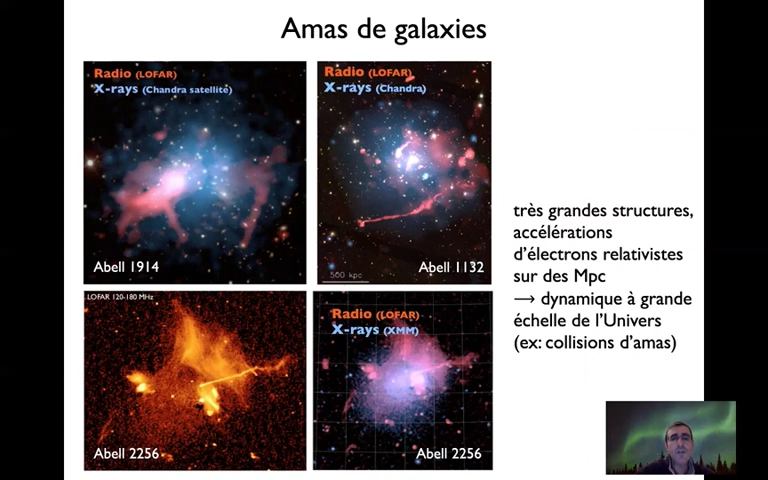 Amas de galaxies
Radio (LOFAR)
X-rays (Chandra satellite)
Abell 1914
Radio (LOFAR)
X-rays (Chandra)
500 kpc
Abell 1132
LOFAR 120-180 MHz
Abell 2256
Radio (LOFAR)
X-rays (XMM)
Abell 2256
très grandes structures,
accélérations
d’électrons relativistes
sur des Mpc
→ dynamique à grande
échelle de l’Univers
(ex: collisions d’amas)